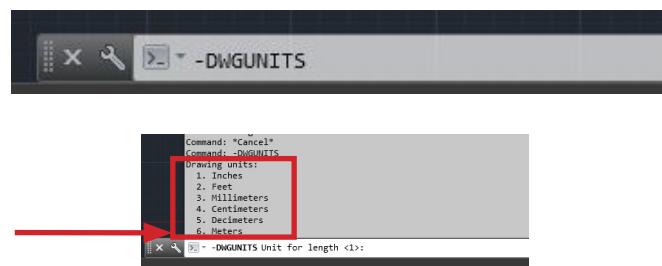 -DWGUNITS
Command: *Cancel*
Command: -DWGUNITS
Drawing units:
1. Inches
2. Feet
3. Millimeters
4. Centimeters
5. Decimeters
6. Meters
-DWGUNITS Unit for length <1>: